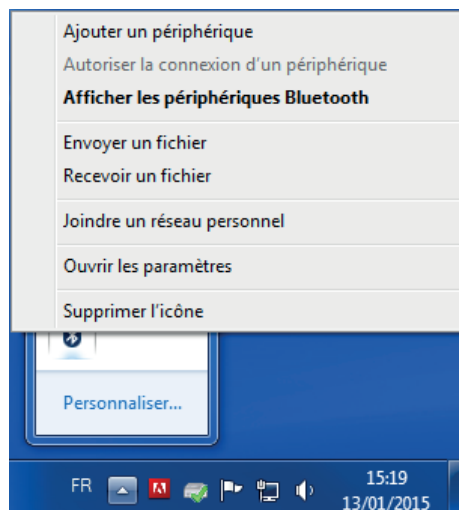 Ajouter un périphérique
Autoriser la connexion d'un périphérique
Afficher les périphériques Bluetooth
Envoyer un fichier
Recevoir un fichier
Joindre un réseau personnel
Ouvrir les paramètres
Supprimer l'icône
Personnaliser...
FR
15:19
13/01/2015